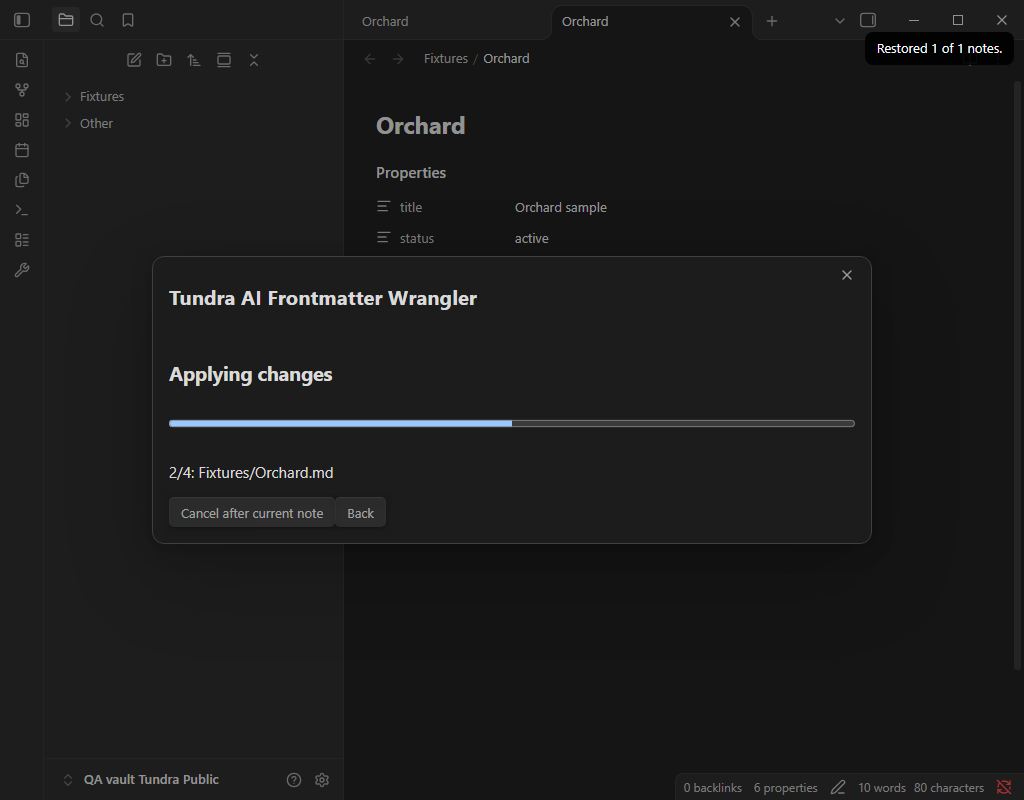 Orchard
Orchard
Restored 1 of 1 notes.
Fixtures / Orchard
Fixtures
Other
Orchard
Properties
title
Orchard sample
status
active
Tundra AI Frontmatter Wrangler
Applying changes
2/4: Fixtures/Orchard.md
Cancel after current note
Back
QA vault Tundra Public
0 backlinks
6 properties
10 words
80 characters